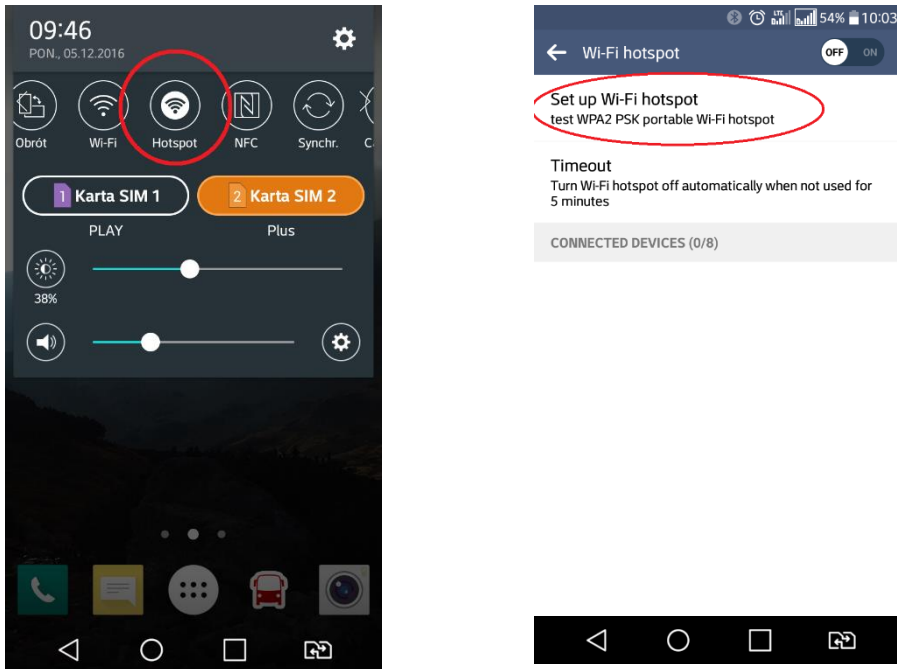 09:46
PON., 05.12.2016
Obrót
Wi-Fi
Hotspot
NFC
Synchr.
1 Karta SIM 1
2 Karta SIM 2
PLAY
Plus
38%
LTE 54% 10:03
Wi-Fi hotspot
OFF ON
Set up Wi-Fi hotspot
test WPA2 PSK portable Wi-Fi hotspot
Timeout
Turn Wi-Fi hotspot off automatically when not used for
5 minutes
CONNECTED DEVICES (0/8)